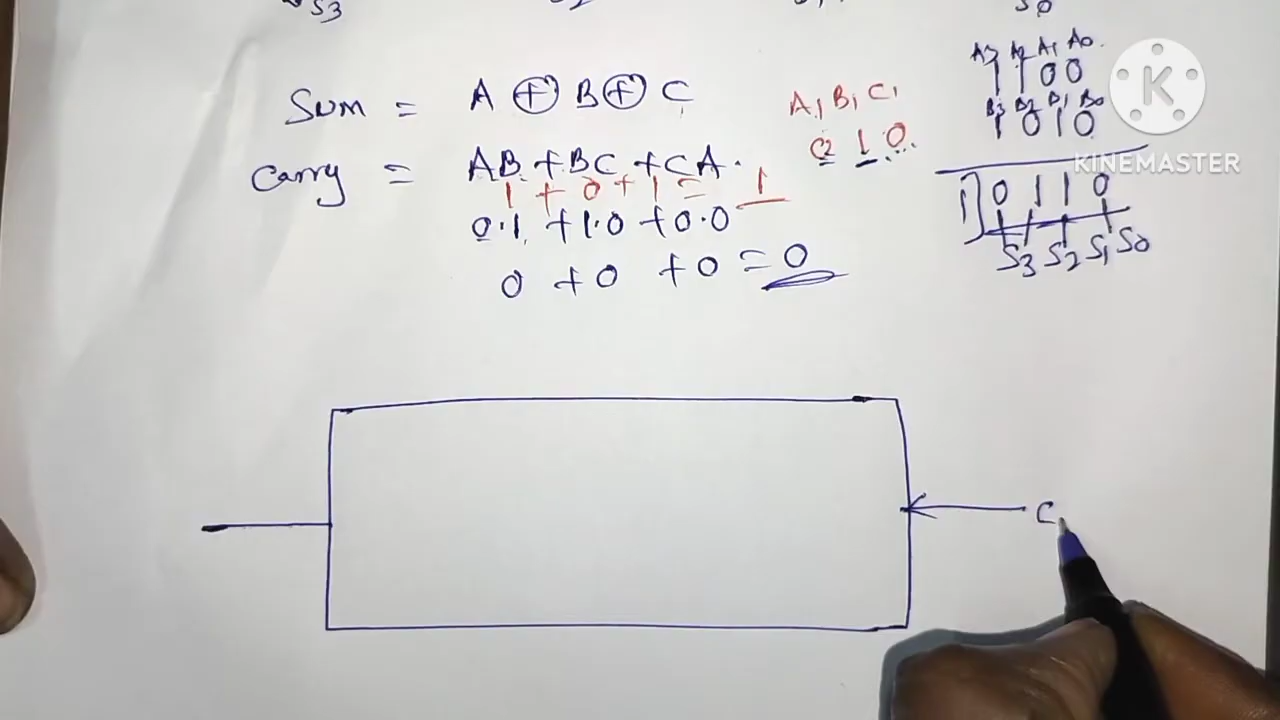 S3
S0
Sum = A ⊕ B ⊕ C
Carry = AB + BC + CA.
1 + 0 + 1 = 1
0.1 + 1.0 + 0.0
0 + 0 + 0 = 0
A1 B1 C1
C2 1 0
A3 A2 A1 A0
1 1 0 0
B3 B2 B1 B0
1 0 1 0
1] 0 1 1 0
S3 S2 S1 S0
K
KINEMASTER
C